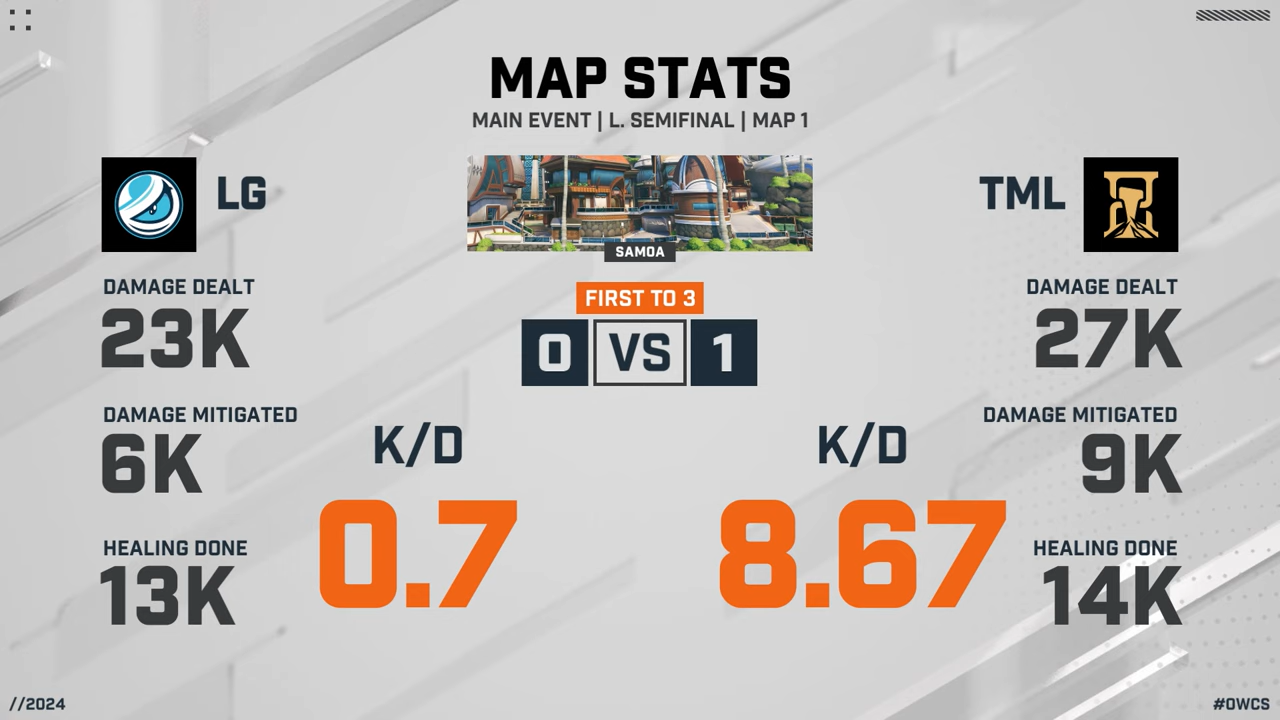 MAP STATS
MAIN EVENT | L. SEMIFINAL | MAP 1
LG
TML
SAMOA
FIRST TO 3
0 VS 1
DAMAGE DEALT
23K
DAMAGE MITIGATED
6K
HEALING DONE
13K
K/D
0.7
K/D
8.67
DAMAGE DEALT
27K
DAMAGE MITIGATED
9K
HEALING DONE
14K
//2024
#OWCS